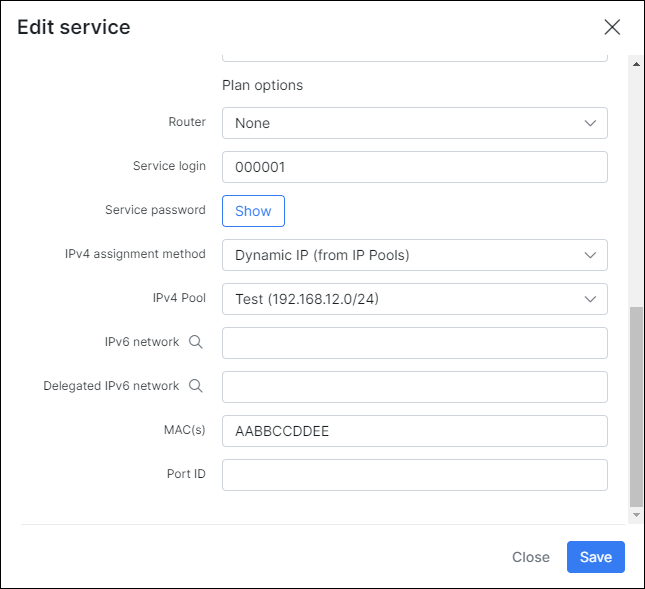 Edit service
Plan options
Router None
Service login 000001
Service password Show
IPv4 assignment method Dynamic IP (from IP Pools)
IPv4 Pool Test (192.168.12.0/24)
IPv6 network
Delegated IPv6 network
MAC(s) AABBCCDDEE
Port ID
Close Save